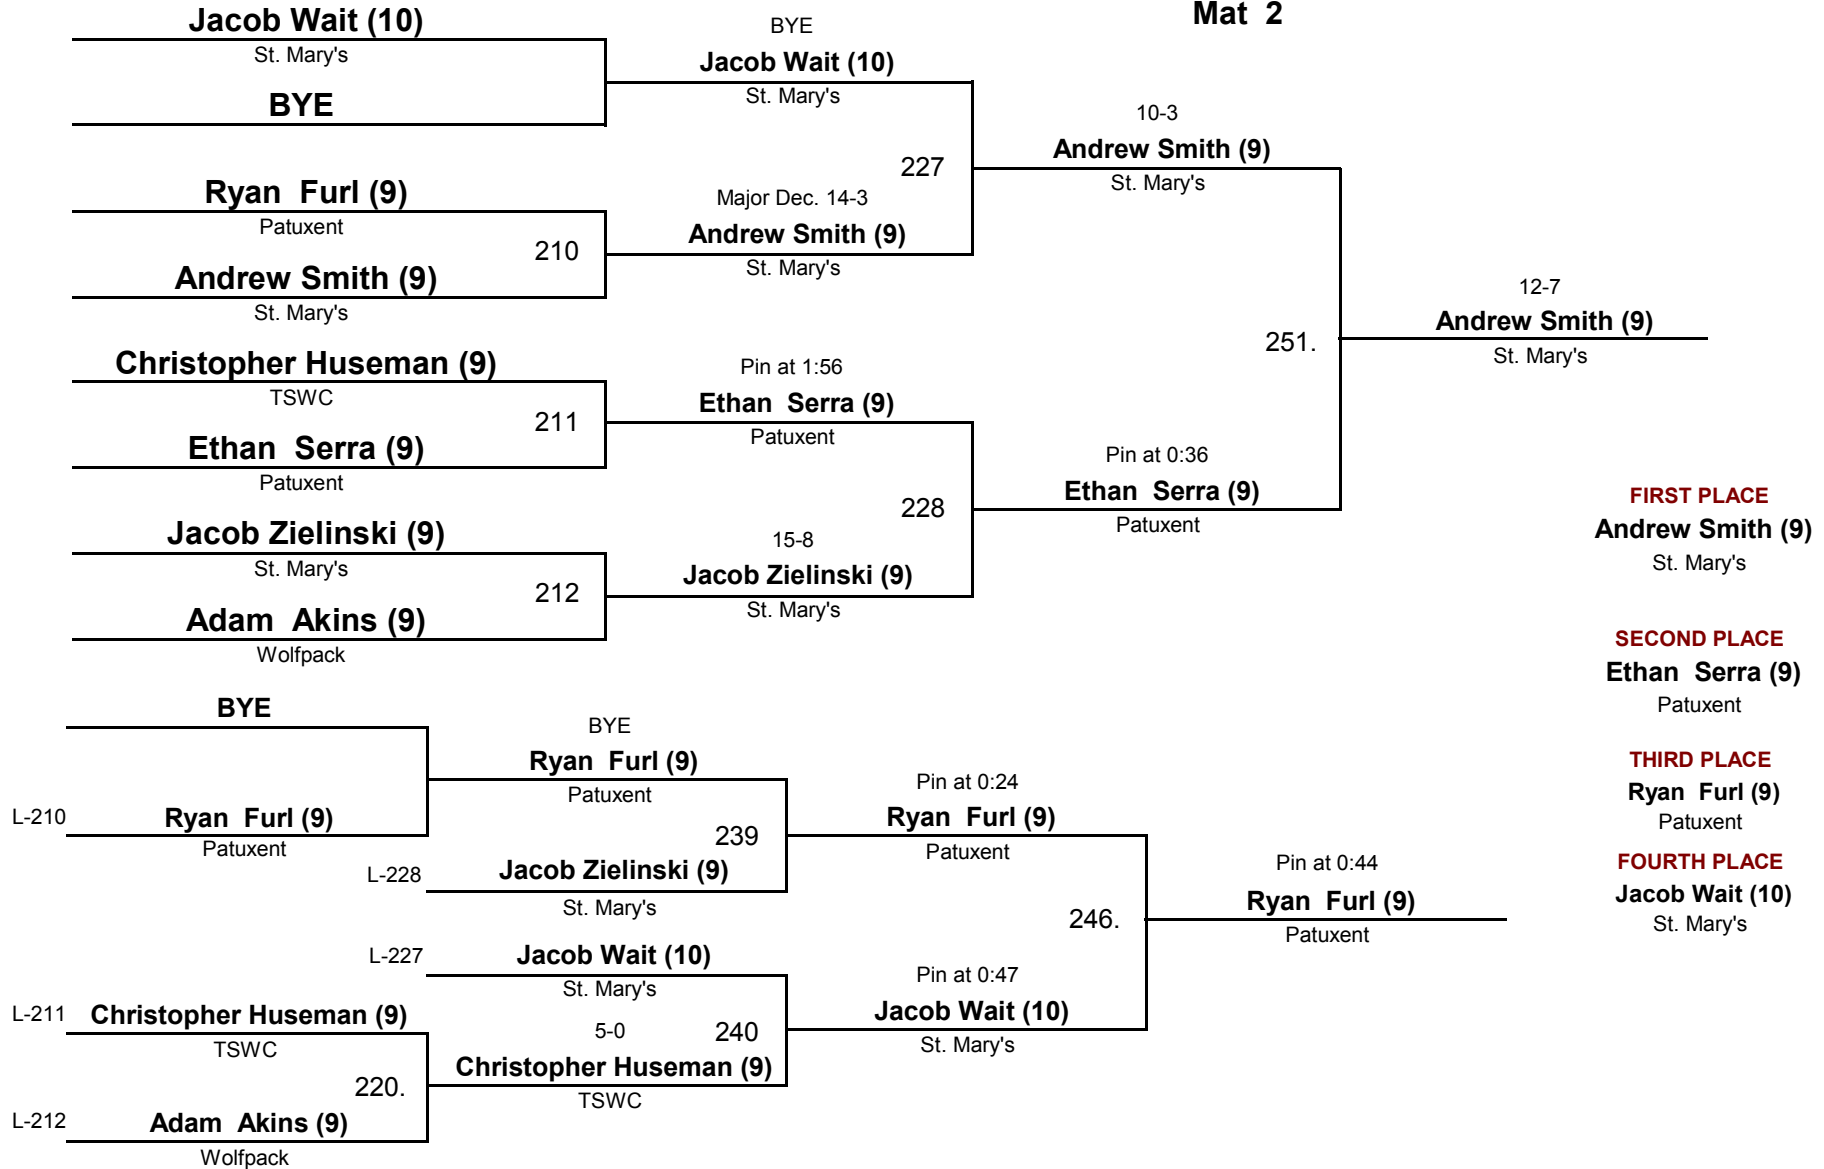 Mat 2
Jacob Wait (10)
St. Mary's
BYE
BYE
Jacob Wait (10)
St. Mary's
Ryan Furl (9)
Patuxent
210
Andrew Smith (9)
St. Mary's
227
Major Dec. 14-3
Andrew Smith (9)
St. Mary's
10-3
Andrew Smith (9)
St. Mary's
Christopher Huseman (9)
TSWC
211
Ethan Serra (9)
Patuxent
Pin at 1:56
Ethan Serra (9)
Patuxent
Jacob Zielinski (9)
St. Mary's
212
Adam Akins (9)
Wolfpack
228
15-8
Jacob Zielinski (9)
St. Mary's
Pin at 0:36
Ethan Serra (9)
Patuxent
251.
12-7
Andrew Smith (9)
St. Mary's
FIRST PLACE
Andrew Smith (9)
St. Mary's
SECOND PLACE
Ethan Serra (9)
Patuxent
THIRD PLACE
Ryan Furl (9)
Patuxent
FOURTH PLACE
Jacob Wait (10)
St. Mary's
BYE
L-210
Ryan Furl (9)
Patuxent
BYE
Ryan Furl (9)
Patuxent
239
L-228
Jacob Zielinski (9)
St. Mary's
Pin at 0:24
Ryan Furl (9)
Patuxent
L-227
Jacob Wait (10)
St. Mary's
L-211
Christopher Huseman (9)
TSWC
220.
L-212
Adam Akins (9)
Wolfpack
5-0
240
Christopher Huseman (9)
TSWC
Pin at 0:47
Jacob Wait (10)
St. Mary's
246.
Pin at 0:44
Ryan Furl (9)
Patuxent